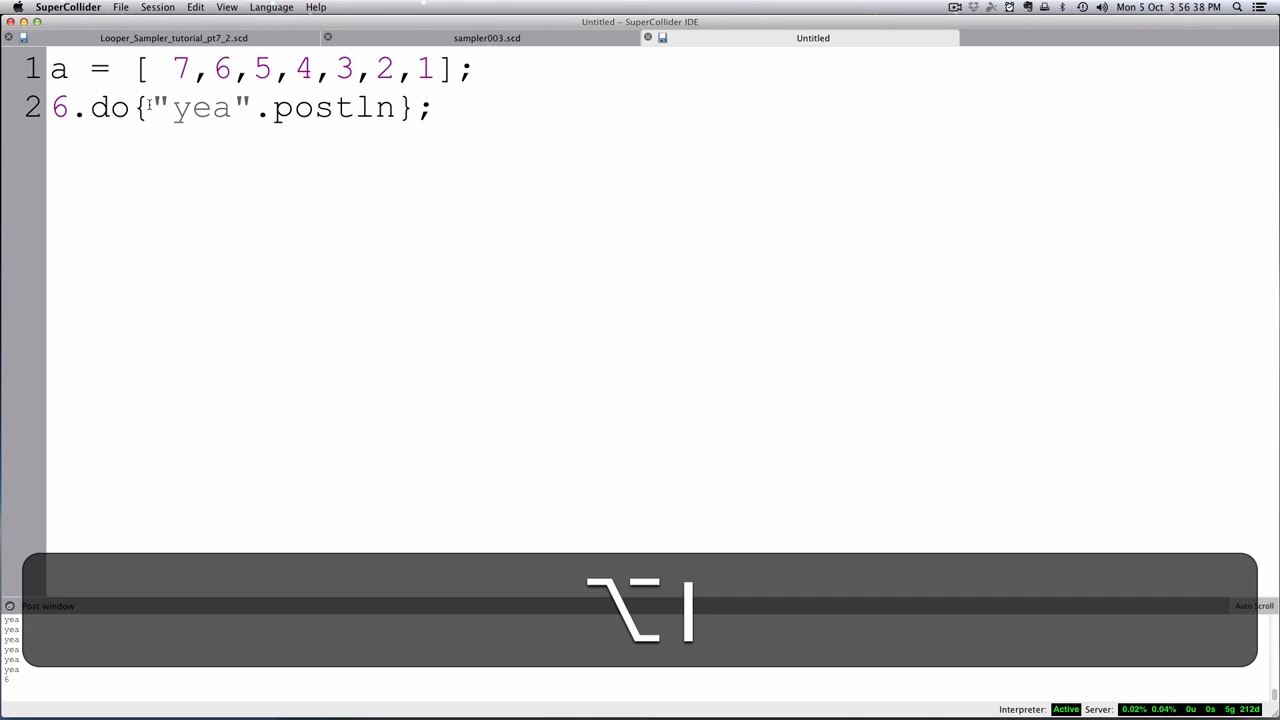 SuperCollider File Session Edit View Language Help Mon 5 Oct 3 56 38 PM
Untitled – SuperCollider IDE
Looper_Sampler_tutorial_pt7_2.scd sampler003.scd Untitled
1 a = [ 7,6,5,4,3,2,1];
2 6.do{"yea".postln};
⌥ |
Post window Auto Scroll
yea
yea
yea
yea
yea
yea
6
Interpreter: Active Server: 0.02% 0.04% 0u 0s 5g 212d